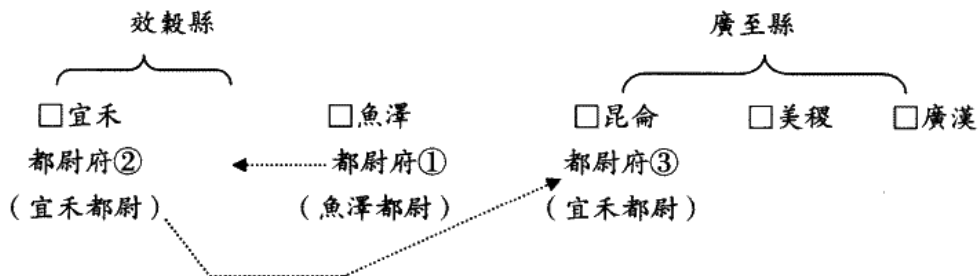 效穀縣 廣至縣
□宜禾 □魚澤 □昆侖 □美稷 □廣漢
都尉府② 都尉府① 都尉府③
(宜禾都尉) (魚澤都尉) (宜禾都尉)